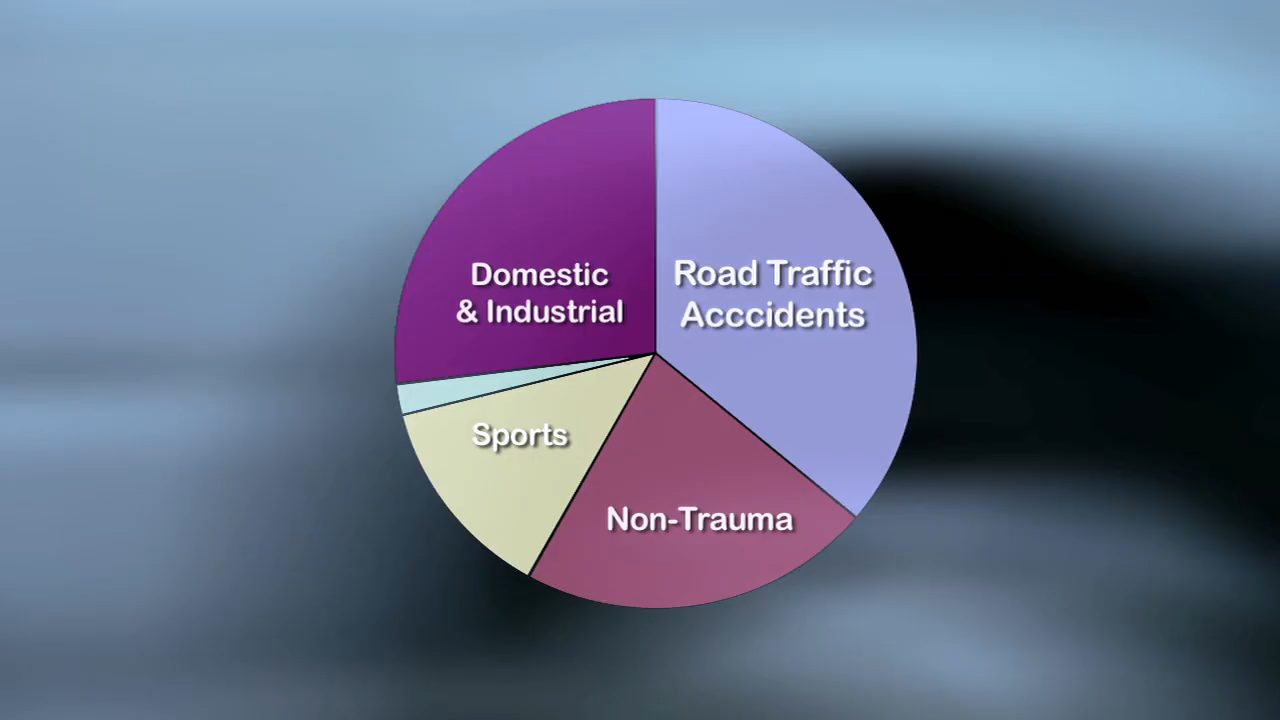 Domestic
& Industrial
Road Traffic
Acccidents
Sports
Non-Trauma